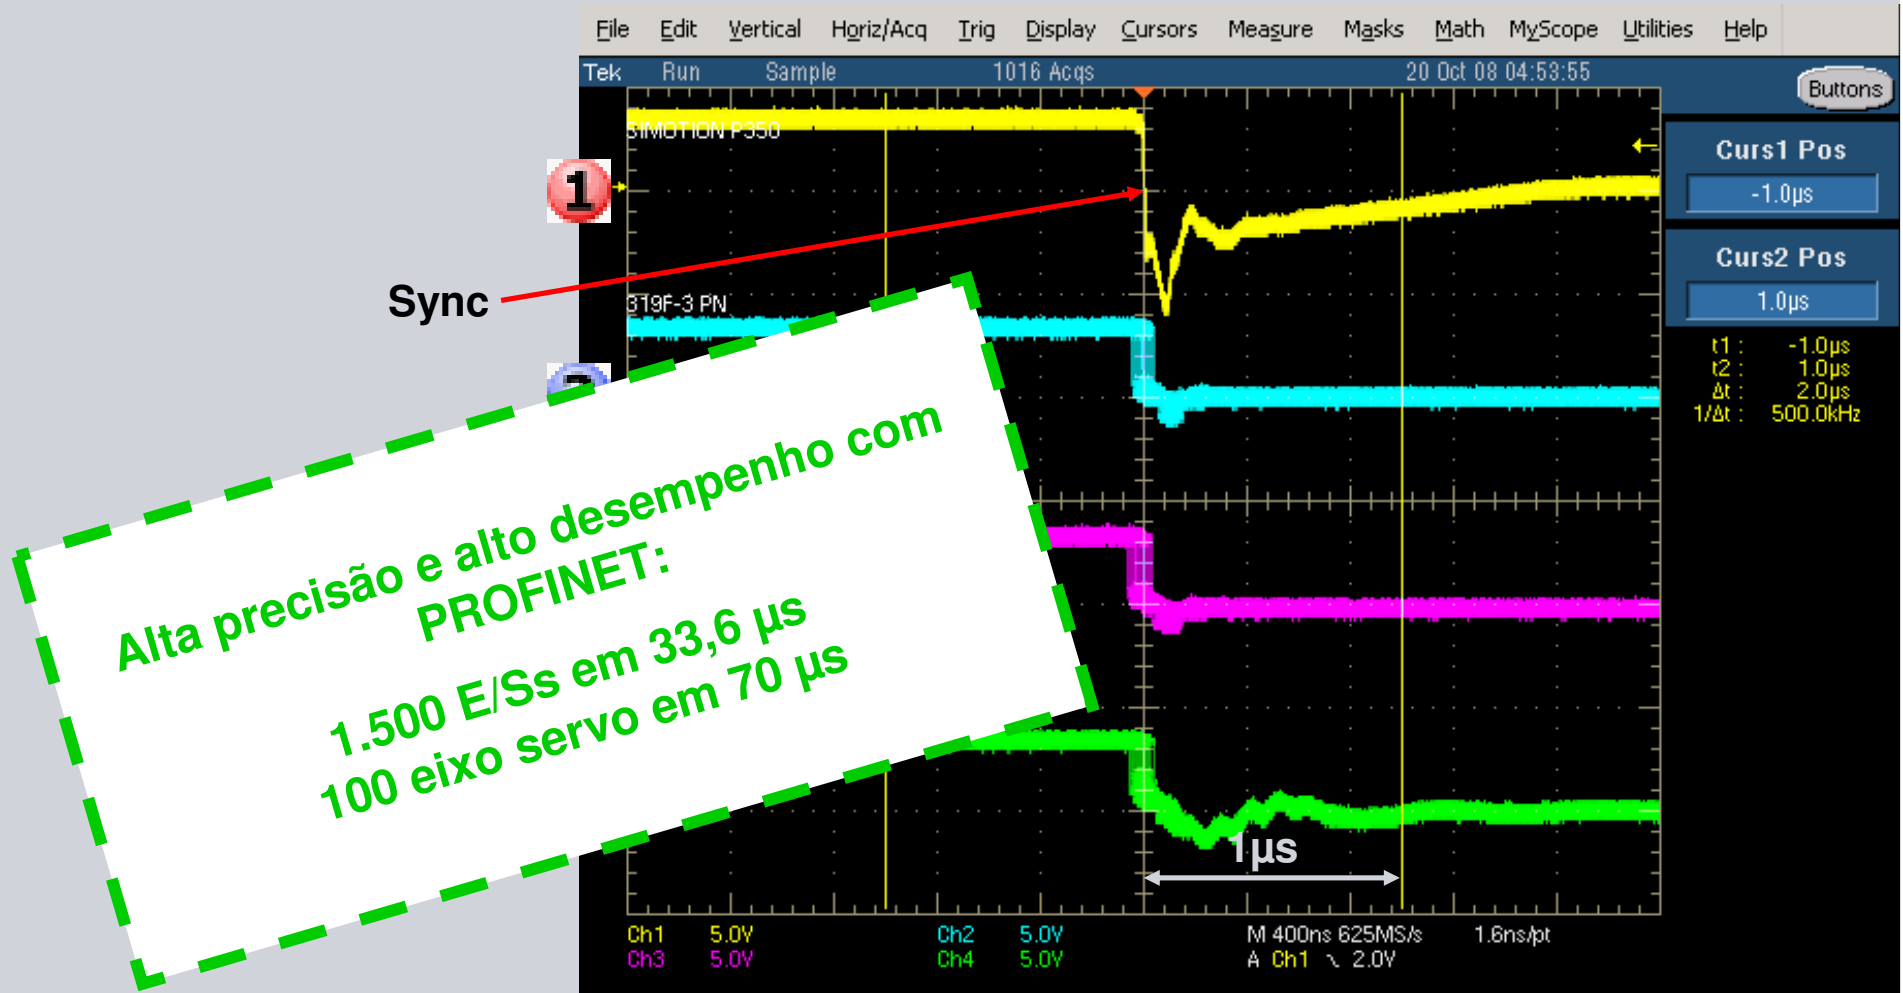 File Edit Vertical Horiz/Acq Trig Display Cursors Measure Masks Math MyScope Utilities Help
Tek Run Sample 1016 Acqs 20 Oct 08 04:53:55
Buttons
SIMOTION P350
Curs1 Pos
-1.0µs
1
Curs2 Pos
1.0µs
Sync
319F-3 PN
t1 : -1.0µs
t2 : 1.0µs
Δt : 2.0µs
1/Δt : 500.0kHz
Alta precisão e alto desempenho com
PROFINET:
1.500 E/Ss em 33,6 µs
100 eixo servo em 70 µs
1µs
Ch1 5.0V Ch2 5.0V M 400ns 625MS/s 1.6ns/pt
Ch3 5.0V Ch4 5.0V A Ch1 2.0V